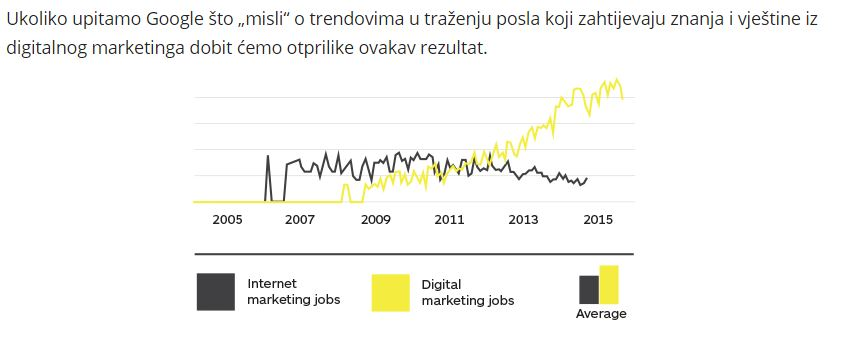 Ukoliko upitamo Google što „misli“ o trendovima u traženju posla koji zahtijevaju znanja i vještine iz
digitalnog marketinga dobit ćemo otprilike ovakav rezultat.
2005 2007 2009 2011 2013 2015
Internet
marketing jobs
Digital
marketing jobs
Average